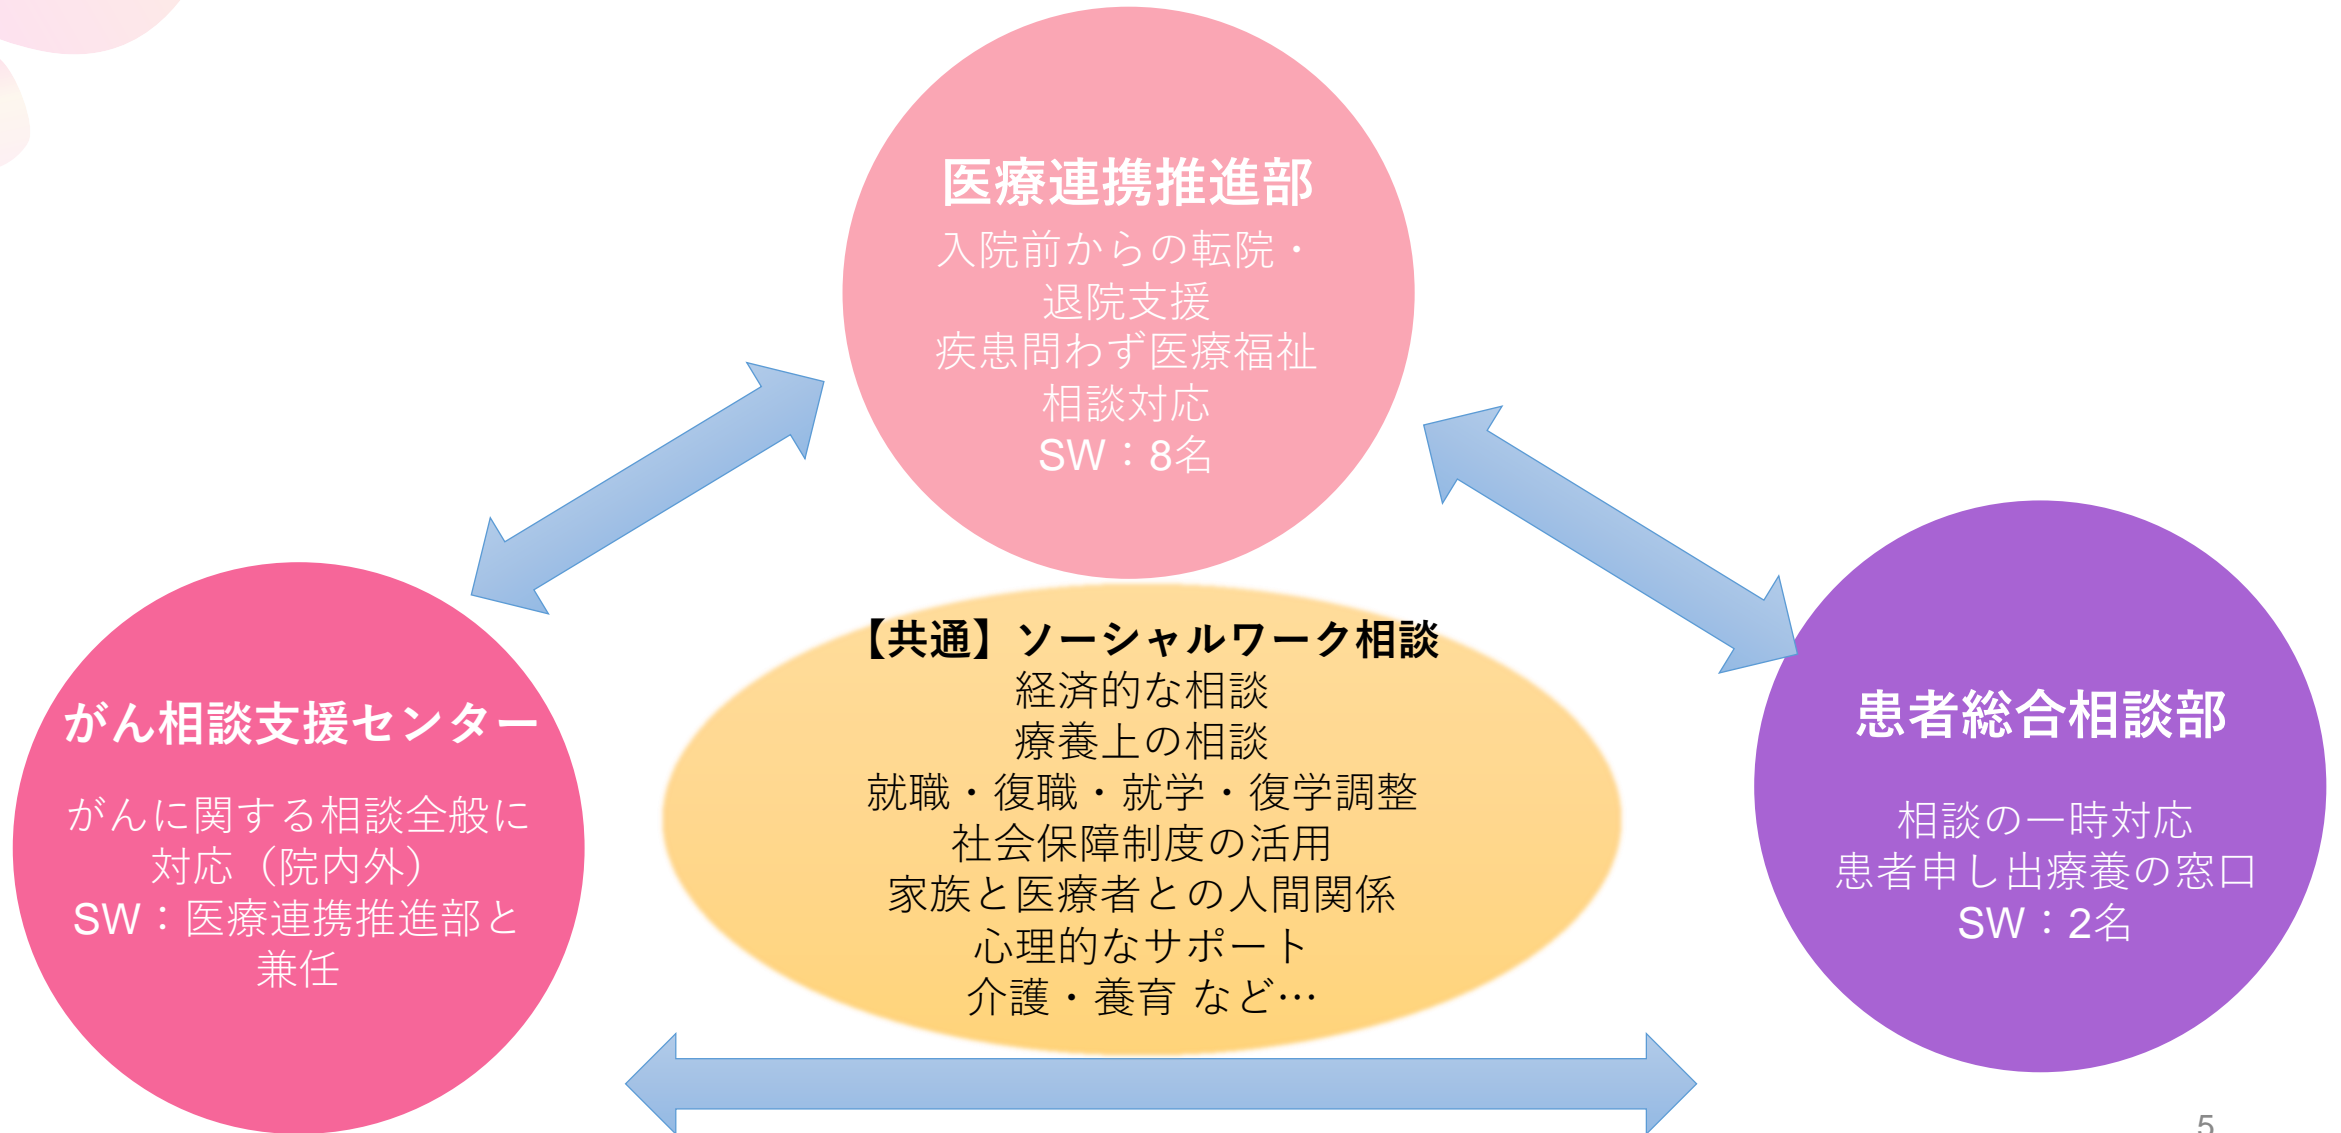 医療連携推進部
入院前からの転院・
退院支援
疾患問わず医療福祉
相談対応
SW：8名
がん相談支援センター
がんに関する相談全般に
対応（院内外）
SW：医療連携推進部と
兼任
【共通】ソーシャルワーク相談
経済的な相談
療養上の相談
就職・復職・就学・復学調整
社会保障制度の活用
家族と医療者との人間関係
心理的なサポート
介護・養育 など…
患者総合相談部
相談の一時対応
患者申し出療養の窓口
SW：2名
5